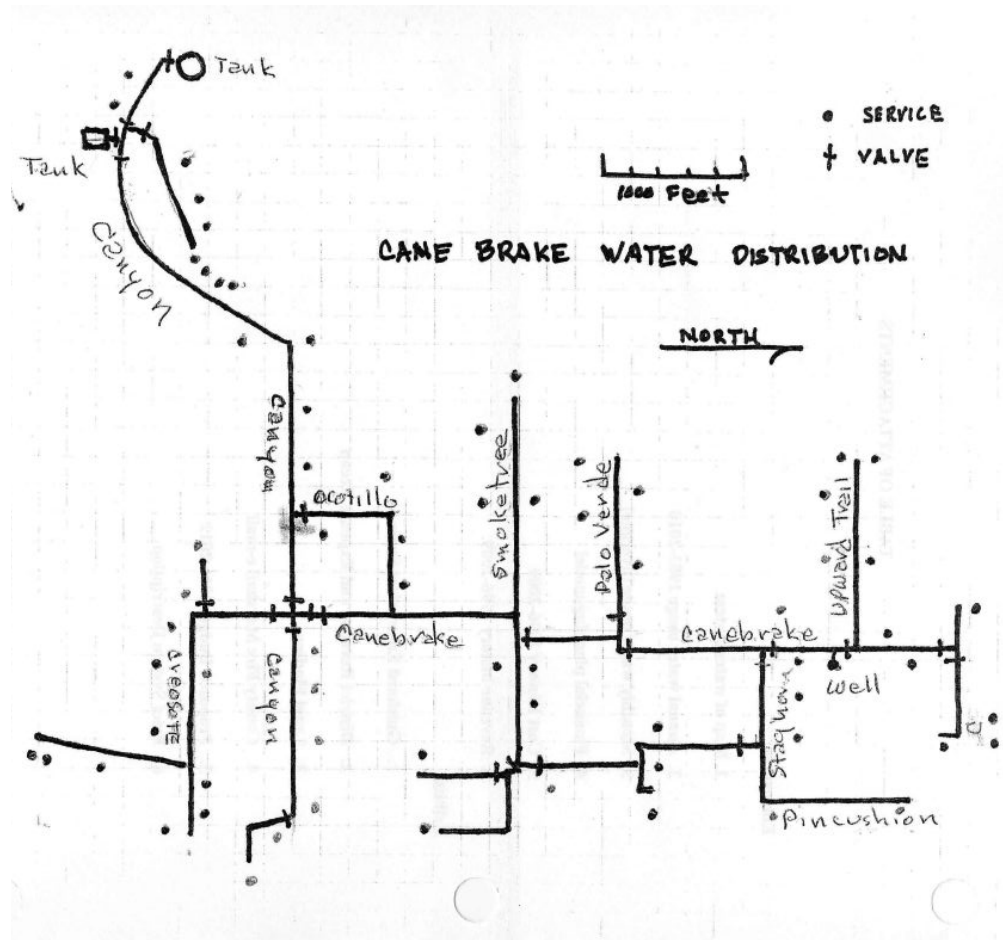 Tank
SERVICE
VALVE
Tank
1000 Feet
Canyon
CANE BRAKE WATER DISTRIBUTION
NORTH
Canyon
Ocotillo
Smoketree
Palo Verde
Upward Trail
Canebrake
Canebrake
Creosote
Canyon
Staghorn
Well
Pincushion